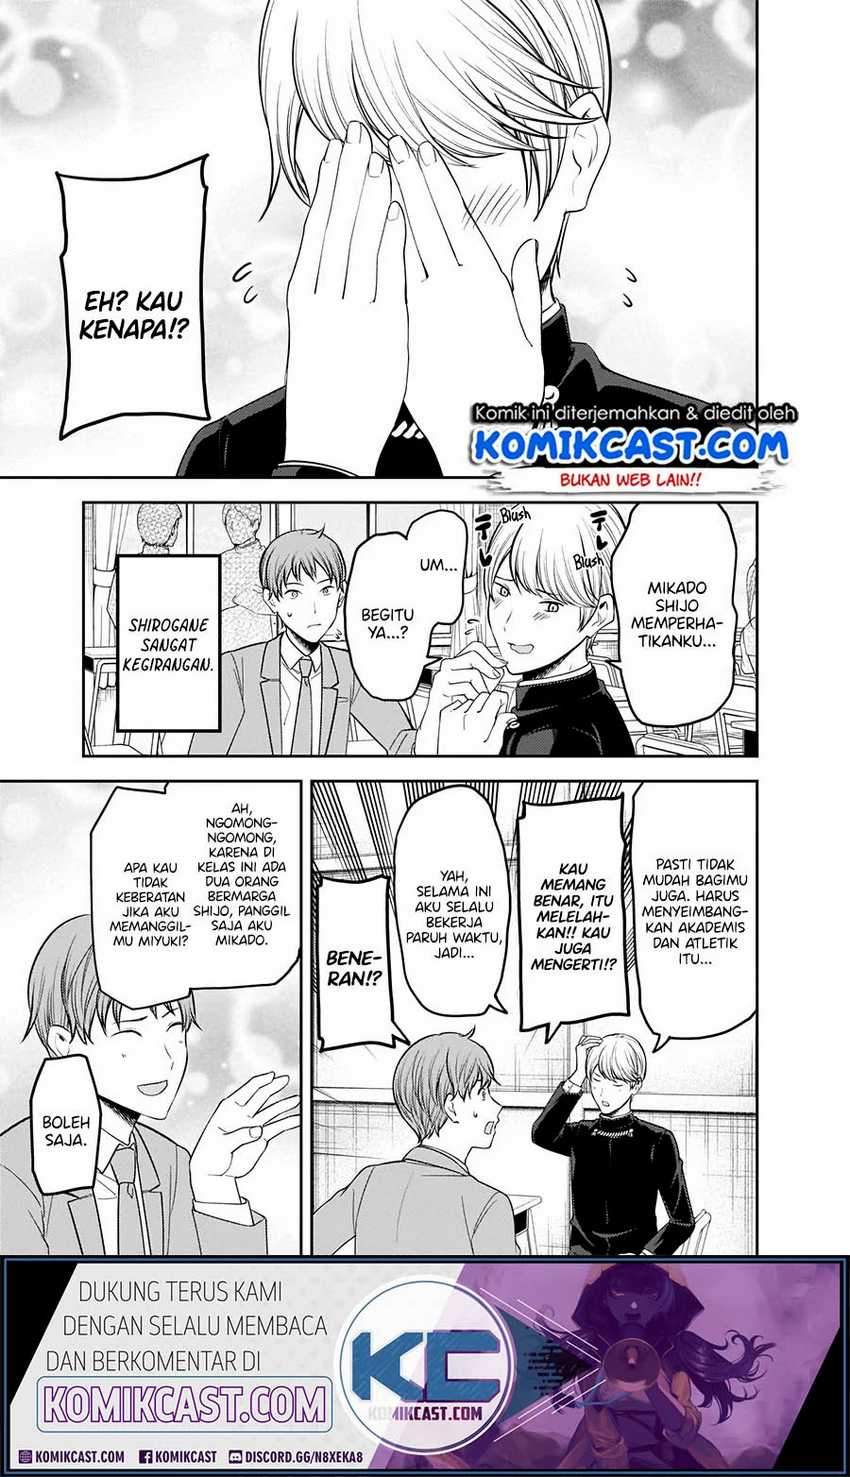 EH? KAU
KENAPA!?
Komik ini diterjemahkan & diedit oleh
KOMIKCAST.COM
BUKAN WEB LAIN!!
MIKADO
SHIJO
MEMPERHA-
TIKANKU...
Blush
Blush
UM...
BEGITU
YA...?
SHIROGANE
SANGAT
KEGIRANGAN.
PASTI TIDAK
MUDAH BAGIMU
JUGA. HARUS
MENYEIMBANG-
KAN AKADEMIS
DAN ATLETIK
ITU...
KAU
MEMANG
BENAR, ITU
MELELAH-
KAN!! KAU
JUGA
MENGERTI!?
YAH,
SELAMA INI
AKU SELALU
BEKERJA
PARUH WAKTU,
JADI...
BENE-
RAN!?
AH,
NGOMONG-
NGOMONG,
KARENA DI
KELAS INI ADA
DUA ORANG
BERMARGA
SHIJO, PANGGIL
SAJA AKU
MIKADO.
APA KAU
TIDAK
KEBERATAN
JIKA AKU
MEMANGGIL-
MU MIYUKI?
BOLEH
SAJA.
DUKUNG TERUS KAMI
DENGAN SELALU MEMBACA
DAN BERKOMENTAR DI
KOMIKCAST.COM
KC
KOMIKCAST.COM
KOMIKCAST.COM
KOMIKCAST
DISCORD.GG/N8XEKA8